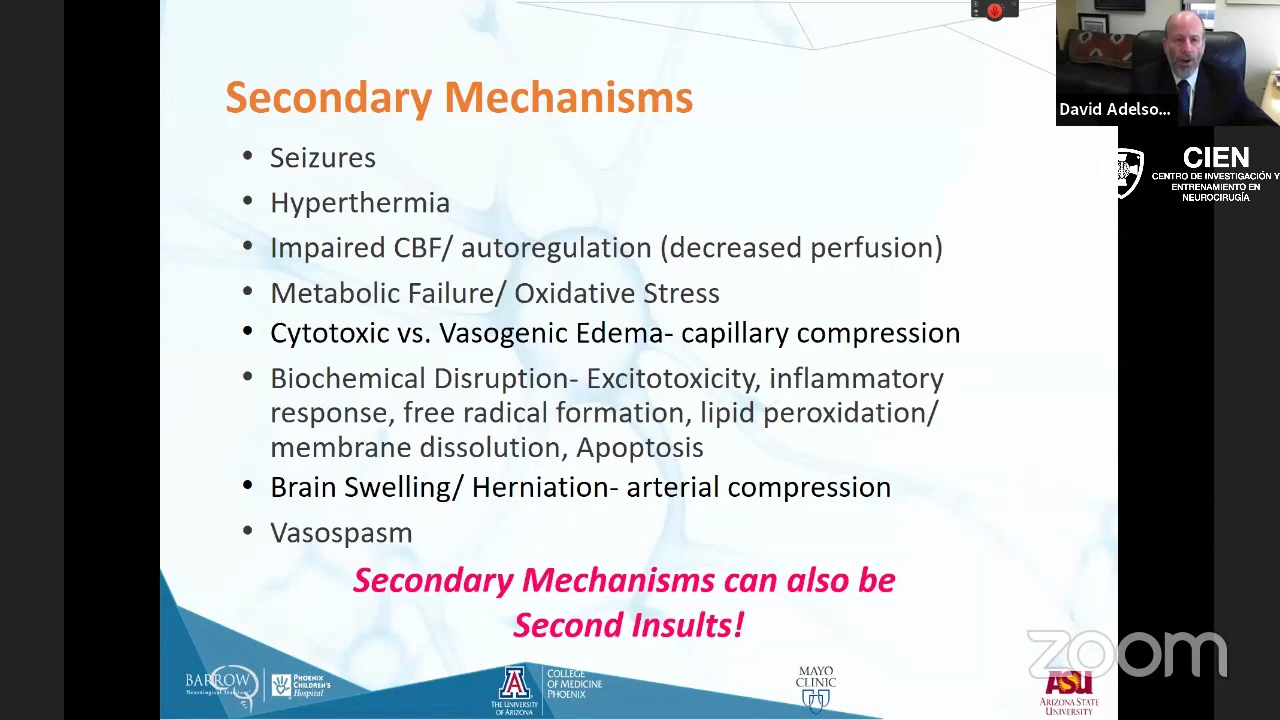 Secondary Mechanisms
• Seizures
• Hyperthermia
• Impaired CBF/ autoregulation (decreased perfusion)
• Metabolic Failure/ Oxidative Stress
• Cytotoxic vs. Vasogenic Edema- capillary compression
• Biochemical Disruption- Excitotoxicity, inflammatory
response, free radical formation, lipid peroxidation/
membrane dissolution, Apoptosis
• Brain Swelling/ Herniation- arterial compression
• Vasospasm
Secondary Mechanisms can also be
Second Insults!
David Adelso...
CIEN
CENTRO DE INVESTIGACIÓN Y
ENTRENAMIENTO EN
NEUROCIRUGÍA
BARROW
Neurological Institute
PHOENIX
CHILDREN'S
Hospital
THE UNIVERSITY
OF ARIZONA
COLLEGE
OF MEDICINE
PHOENIX
MAYO
CLINIC
ASU
ARIZONA STATE
UNIVERSITY
zoom